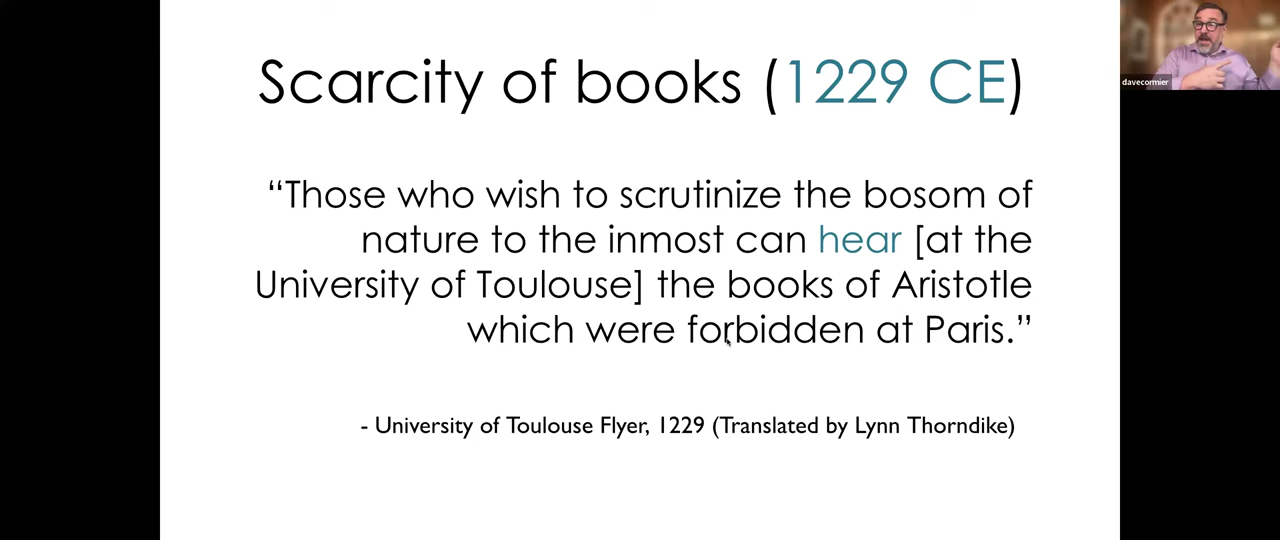 Scarcity of books (1229 CE)
“Those who wish to scrutinize the bosom of
nature to the inmost can hear [at the
University of Toulouse] the books of Aristotle
which were forbidden at Paris.”
- University of Toulouse Flyer, 1229 (Translated by Lynn Thorndike)
davecormier